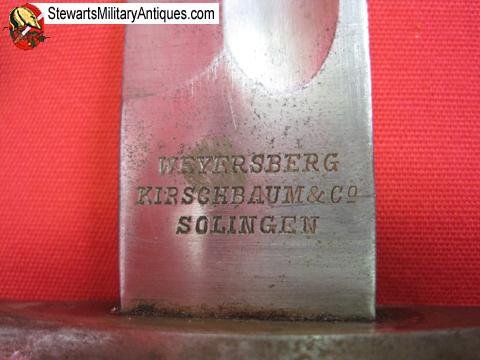 StewartsMilitaryAntiques.com
WEYERSBERG
KIRSCHBAUM & Cº
SOLINGEN